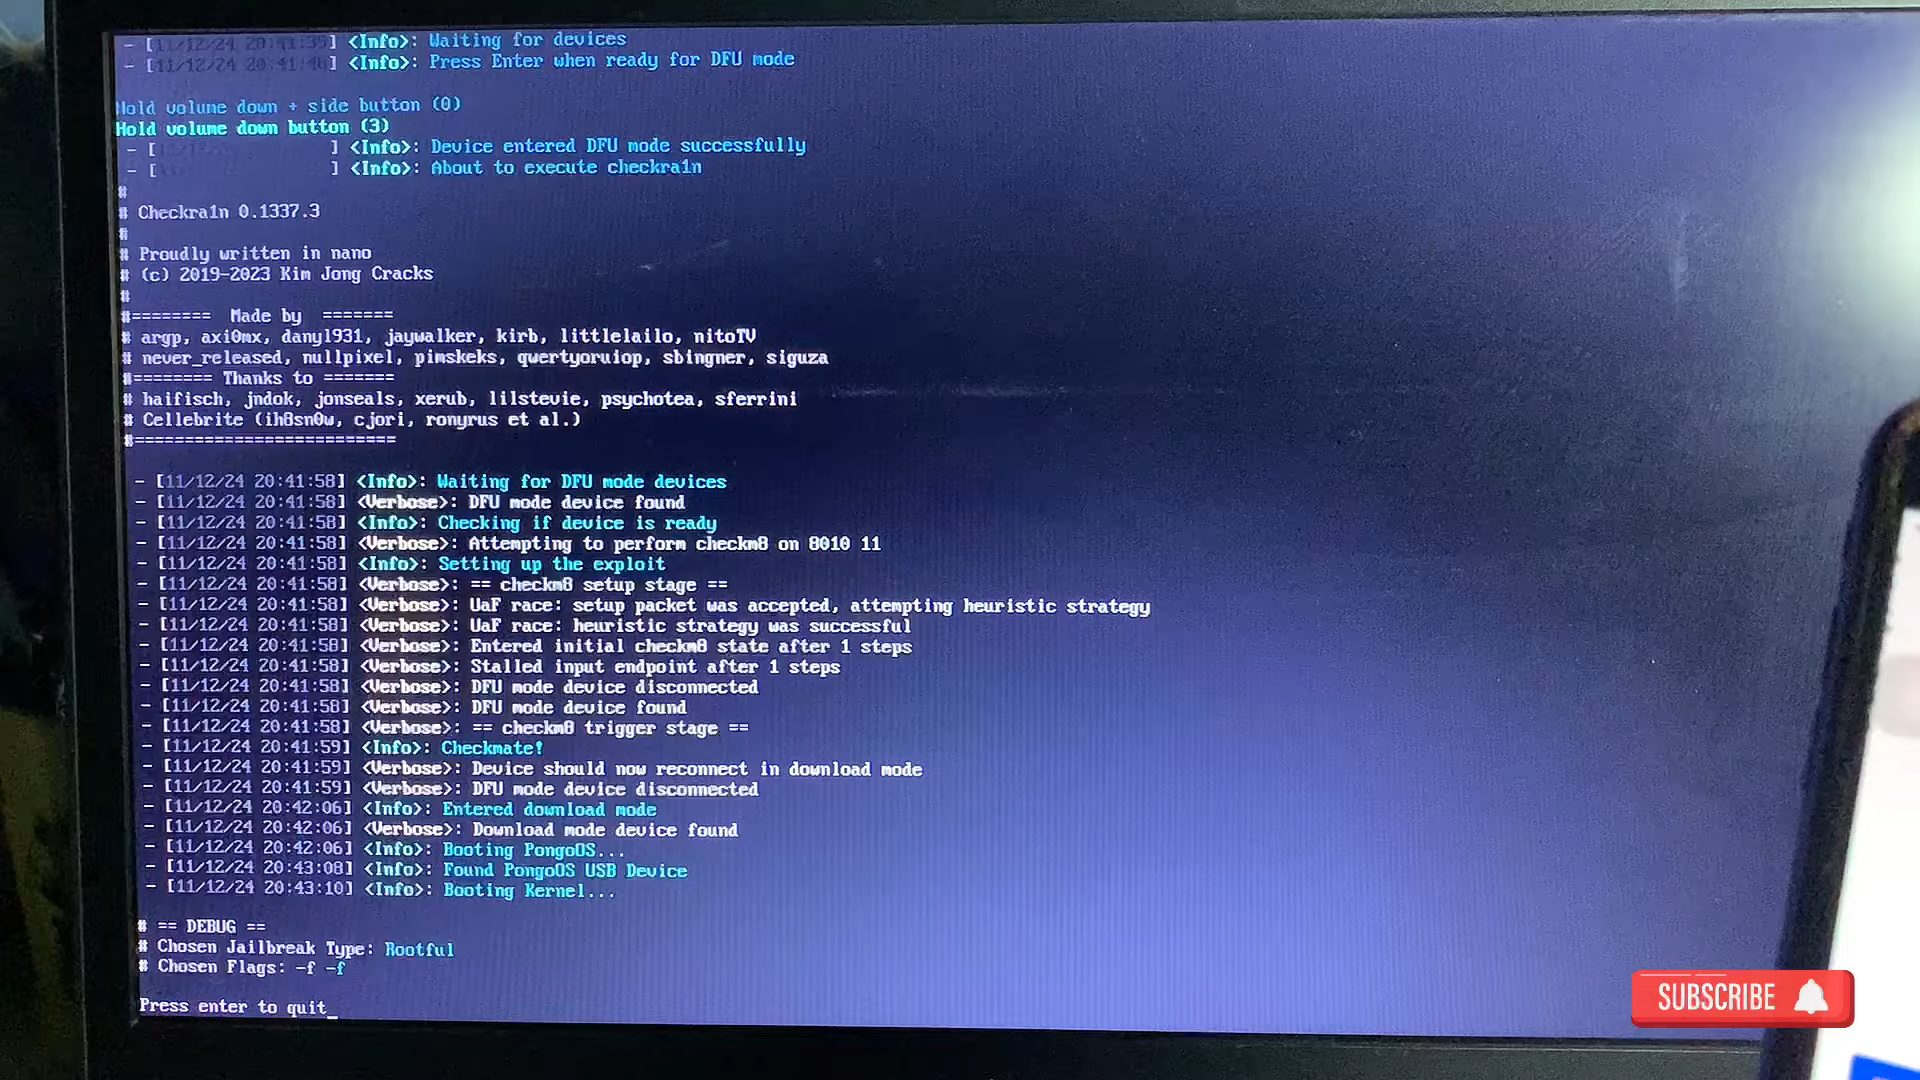 - [11/12/24 20:41:35] <Info>: Waiting for devices
- [11/12/24 20:41:40] <Info>: Press Enter when ready for DFU mode
Hold volume down + side button (0)
Hold volume down button (3)
- [ ] <Info>: Device entered DFU mode successfully
- [ ] <Info>: About to execute checkra1n
#
# Checkra1n 0.1337.3
#
# Proudly written in nano
# (c) 2019-2023 Kim Jong Cracks
#
#======== Made by =======
# argp, axi0mx, danyl931, jaywalker, kirb, littlelailo, nitoTV
# never_released, nullpixel, pimskeks, qwertyoruiop, sbingner, siguza
#======== Thanks to =======
# haifisch, jndok, jonseals, xerub, lilstevie, psychotea, sferrini
# Cellebrite (ih8sn0w, cjori, ronyrus et al.)
#==========================
- [11/12/24 20:41:58] <Info>: Waiting for DFU mode devices
- [11/12/24 20:41:58] <Verbose>: DFU mode device found
- [11/12/24 20:41:58] <Info>: Checking if device is ready
- [11/12/24 20:41:58] <Verbose>: Attempting to perform checkm8 on 8010 11
- [11/12/24 20:41:58] <Info>: Setting up the exploit
- [11/12/24 20:41:58] <Verbose>: == checkm8 setup stage ==
- [11/12/24 20:41:58] <Verbose>: UaF race: setup packet was accepted, attempting heuristic strategy
- [11/12/24 20:41:58] <Verbose>: UaF race: heuristic strategy was successful
- [11/12/24 20:41:58] <Verbose>: Entered initial checkm8 state after 1 steps
- [11/12/24 20:41:58] <Verbose>: Stalled input endpoint after 1 steps
- [11/12/24 20:41:58] <Verbose>: DFU mode device disconnected
- [11/12/24 20:41:58] <Verbose>: DFU mode device found
- [11/12/24 20:41:58] <Verbose>: == checkm8 trigger stage ==
- [11/12/24 20:41:59] <Info>: Checkmate!
- [11/12/24 20:41:59] <Verbose>: Device should now reconnect in download mode
- [11/12/24 20:41:59] <Verbose>: DFU mode device disconnected
- [11/12/24 20:42:06] <Info>: Entered download mode
- [11/12/24 20:42:06] <Verbose>: Download mode device found
- [11/12/24 20:42:06] <Info>: Booting PongoOS...
- [11/12/24 20:43:08] <Info>: Found PongoOS USB Device
- [11/12/24 20:43:10] <Info>: Booting Kernel...
# == DEBUG ==
# Chosen Jailbreak Type: Rootful
# Chosen Flags: -f -f
Press enter to quit_
SUBSCRIBE